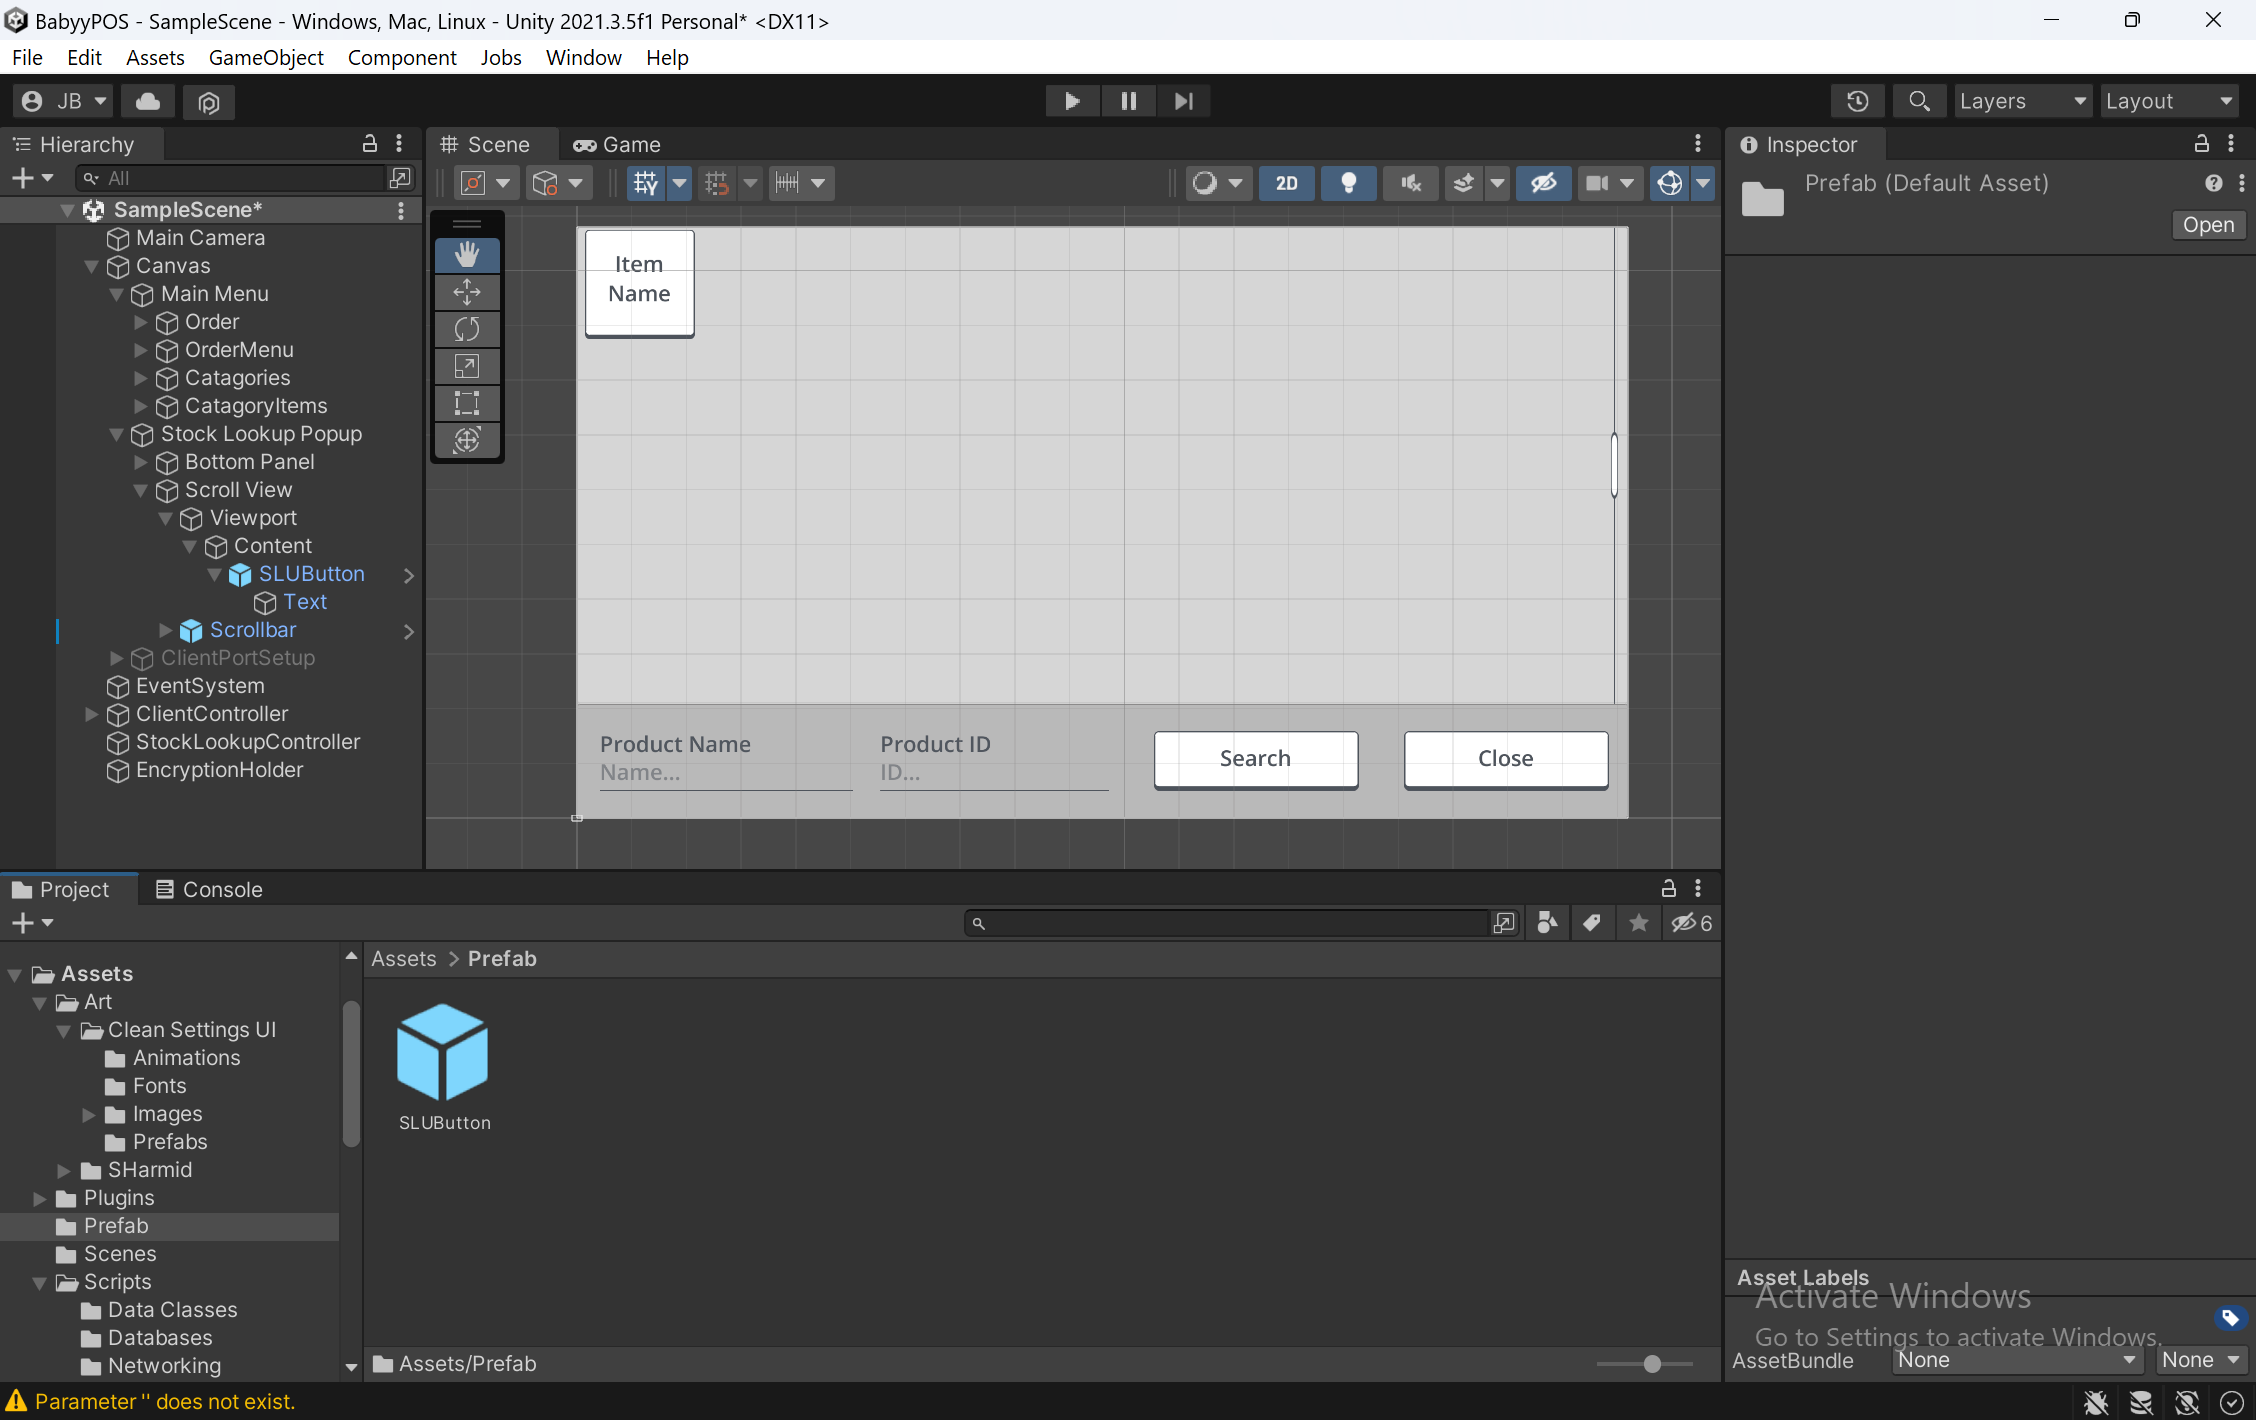 BabyyPOS - SampleScene - Windows, Mac, Linux - Unity 2021.3.5f1 Personal* <DX11>
File Edit Assets GameObject Component Jobs Window Help
JB
Layers Layout
Hierarchy
All
SampleScene*
Main Camera
Canvas
Main Menu
Order
OrderMenu
Catagories
CatagoryItems
Stock Lookup Popup
Bottom Panel
Scroll View
Viewport
Content
SLUButton
Text
Scrollbar
ClientPortSetup
EventSystem
ClientController
StockLookupController
EncryptionHolder
Scene Game
2D
Item
Name
Product Name Product ID Search Close
Name... ID...
Inspector
Prefab (Default Asset)
Open
Project Console
6
Assets
Art
Clean Settings UI
Animations
Fonts
Images
Prefabs
SHarmid
Plugins
Prefab
Scenes
Scripts
Data Classes
Databases
Networking
Assets > Prefab
SLUButton
Assets/Prefab
Asset Labels
Activate Windows
Go to Settings to activate Windows.
AssetBundle None None
Parameter '' does not exist.